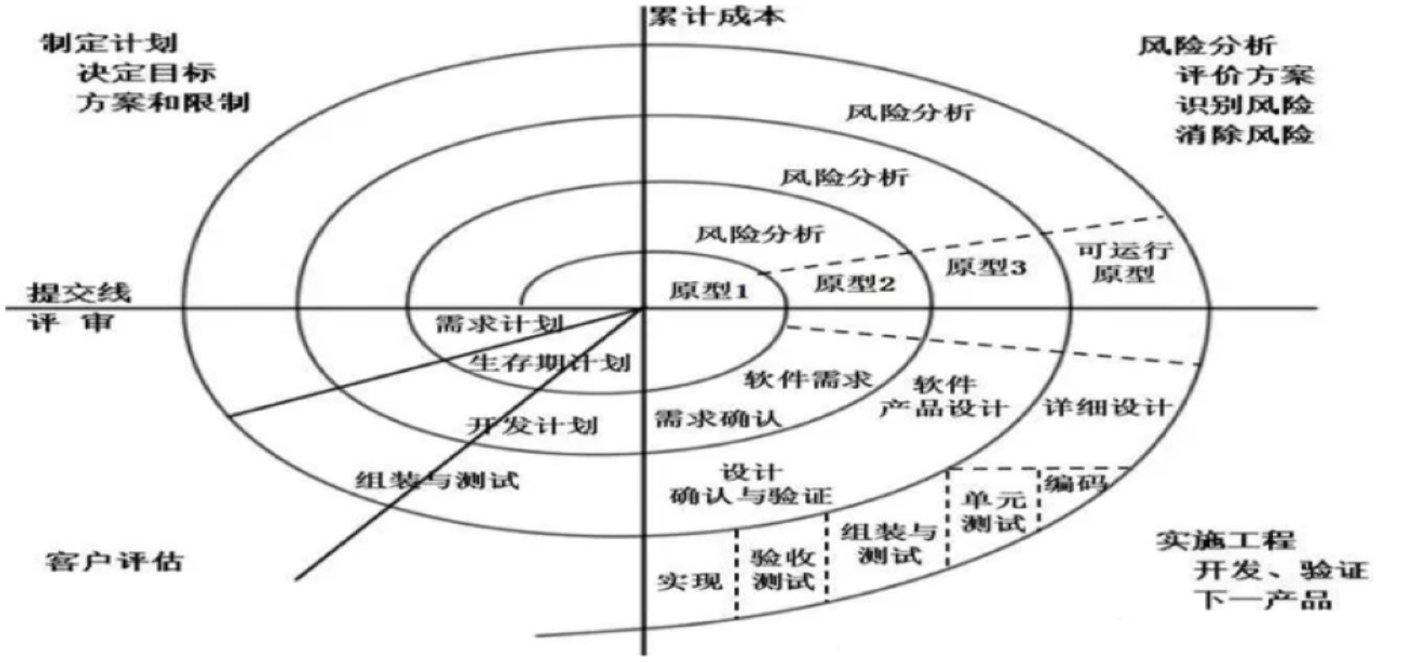 累计成本
制定计划
决定目标
方案和限制
风险分析
评价方案
识别风险
消除风险
风险分析
风险分析
风险分析
可运行
原型
原型3
原型2
原型1
提交线
评 审
需求计划
生存期计划
软件需求
软件
产品设计
详细设计
开发计划
需求确认
组装与测试
设计
确认与验证
编码
单元
测试
组装与
测试
验收
测试
实现
客户评估
实施工程
开发、验证
下一产品